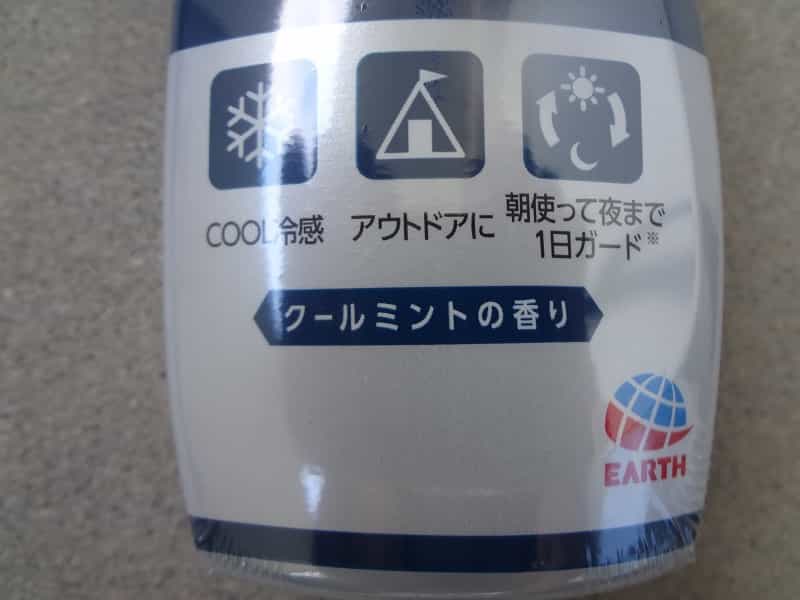 COOL冷感
アウトドアに
朝使って夜まで
1日ガード※
クールミントの香り
EARTH